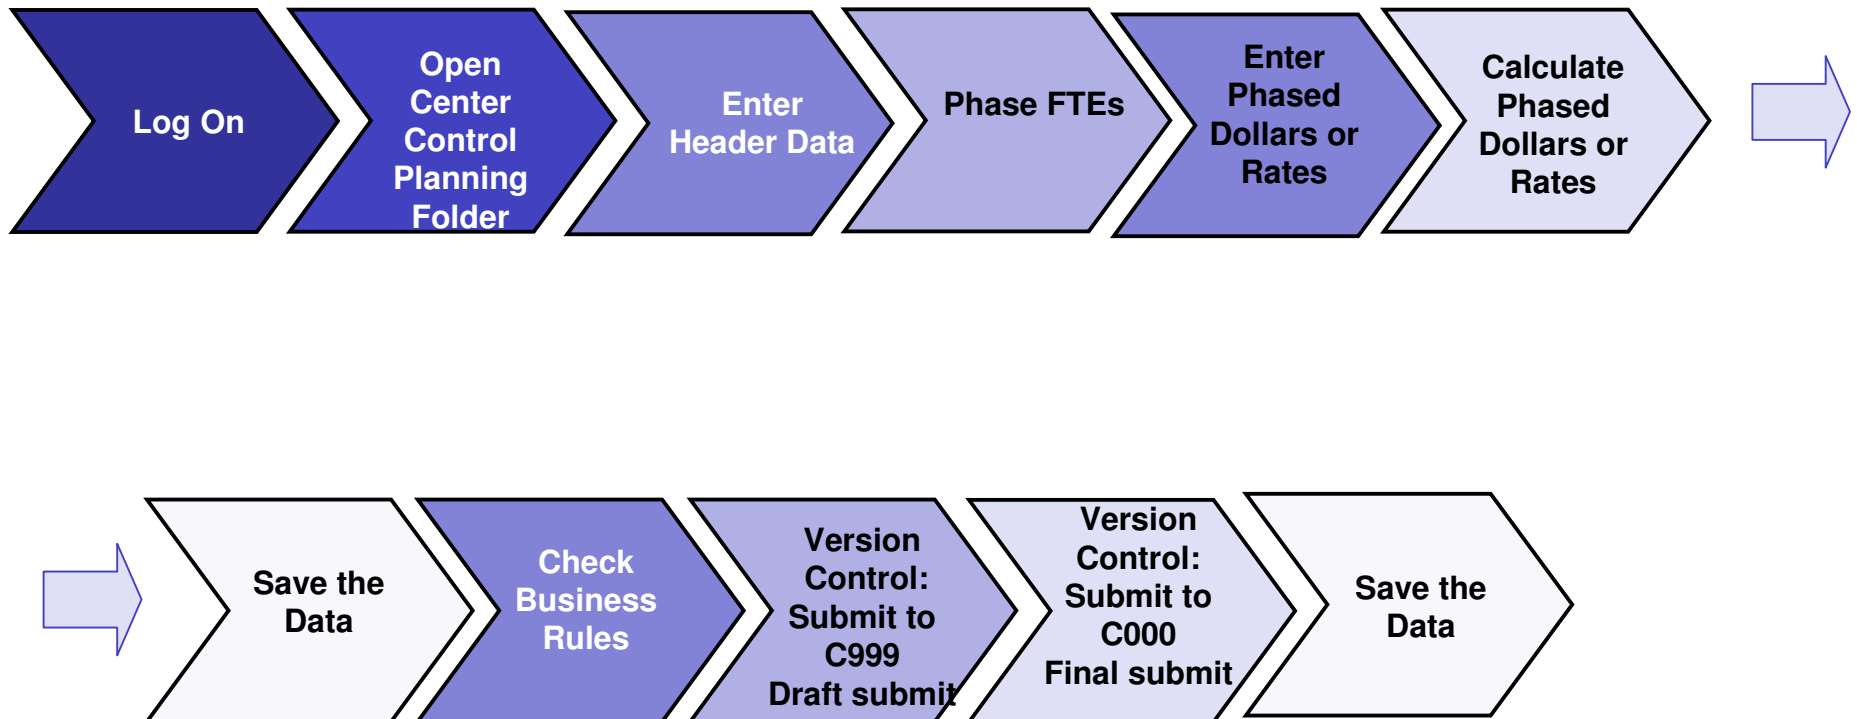 Log On
Open
Center
Control
Planning
Folder
Enter
Header Data
Phase FTEs
Enter
Phased
Dollars or
Rates
Calculate
Phased
Dollars or
Rates
Save the
Data
Check
Business
Rules
Version
Control:
Submit to
C999
Draft submit
Version
Control:
Submit to
C000
Final submit
Save the
Data